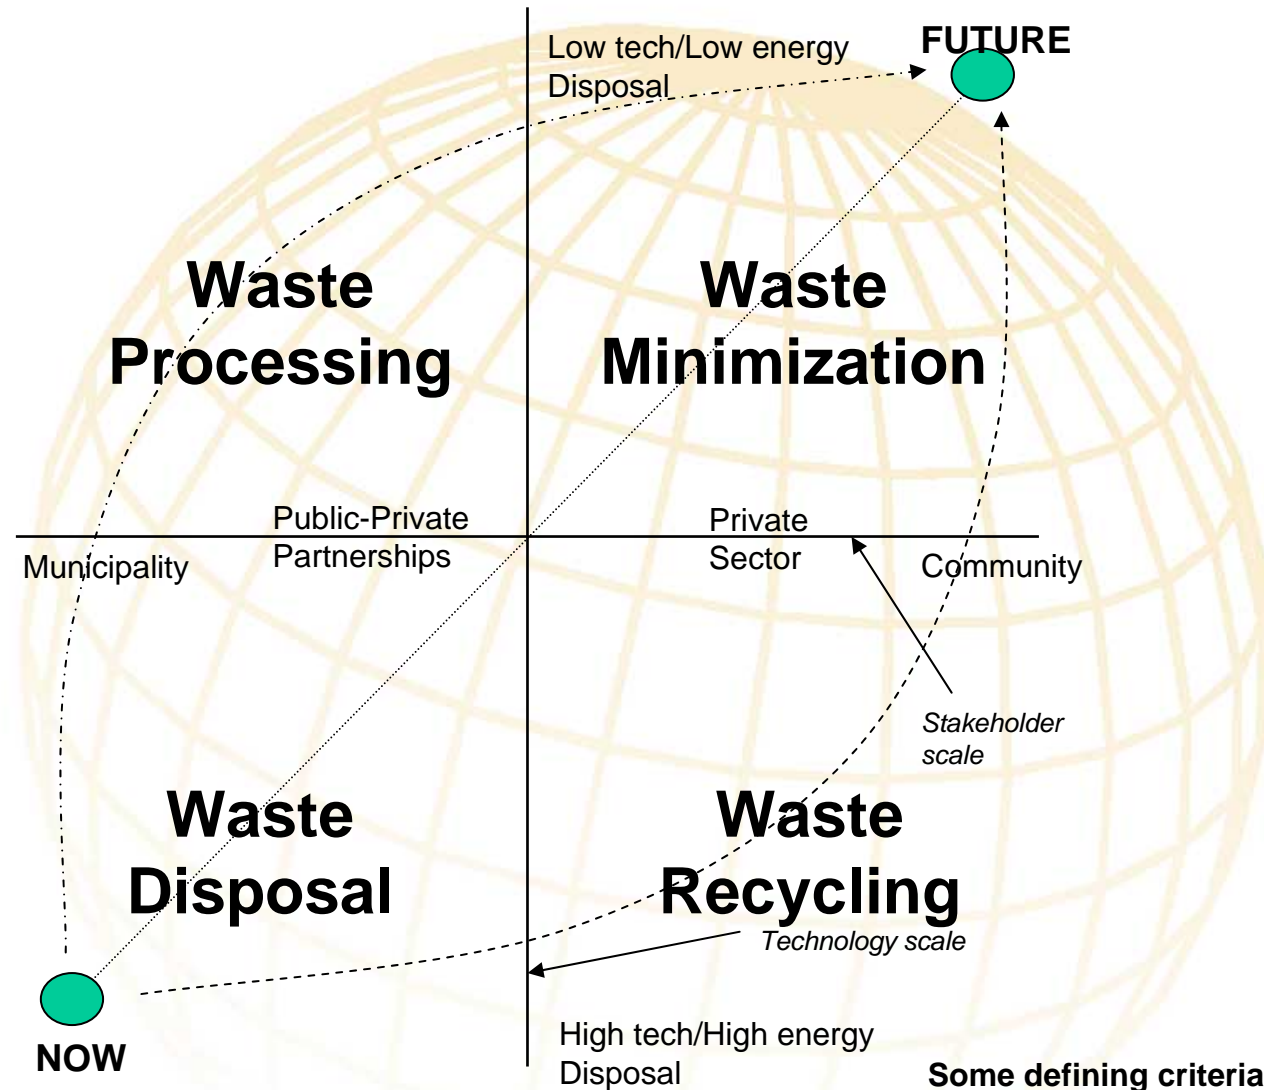 Low tech/Low energy
Disposal
FUTURE
Waste
Processing
Waste
Minimization
Public-Private
Partnerships
Private
Sector
Municipality
Community
Stakeholder
scale
Waste
Disposal
Waste
Recycling
Technology scale
NOW
High tech/High energy
Disposal
Some defining criteria